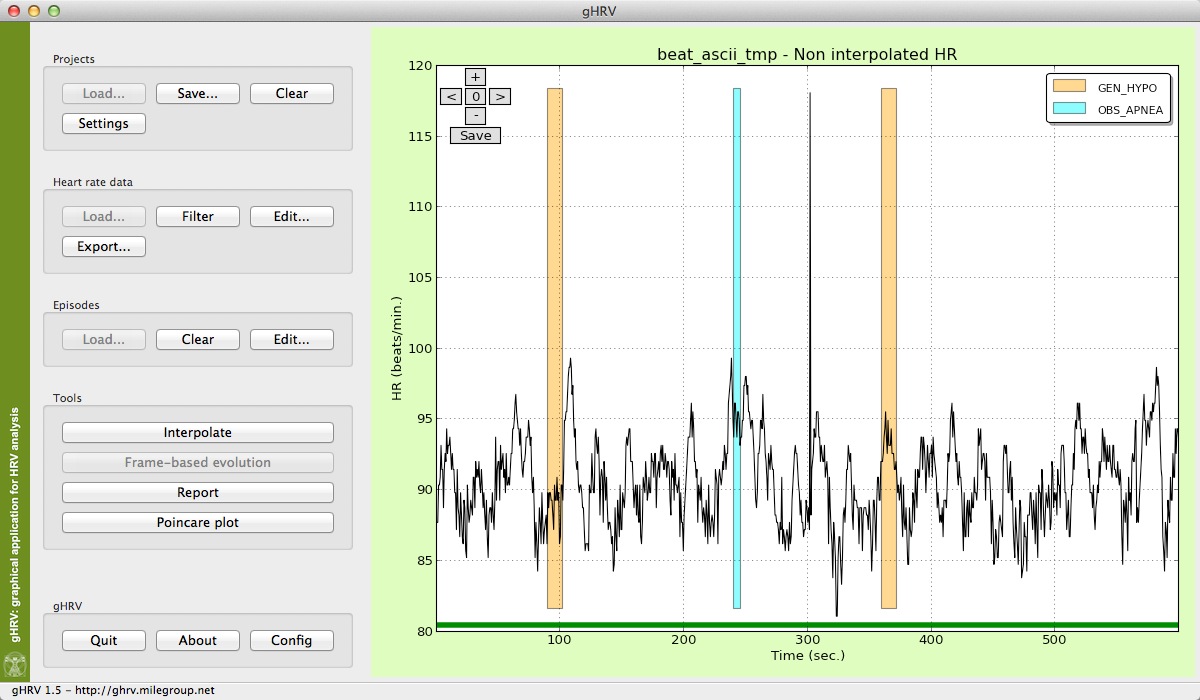 gHRV
Projects
Load... Save... Clear
Settings
Heart rate data
Load... Filter Edit...
Export...
Episodes
Load... Clear Edit...
Tools
Interpolate
Frame-based evolution
Report
Poincare plot
gHRV
Quit About Config
gHRV: graphical application for HRV analysis
beat_ascii_tmp - Non interpolated HR
+
< 0 >
-
Save
GEN_HYPO
OBS_APNEA
HR (beats/min.)
120
115
110
105
100
95
90
85
80
100 200 300 400 500
Time (sec.)
gHRV 1.5 - http://ghrv.milegroup.net